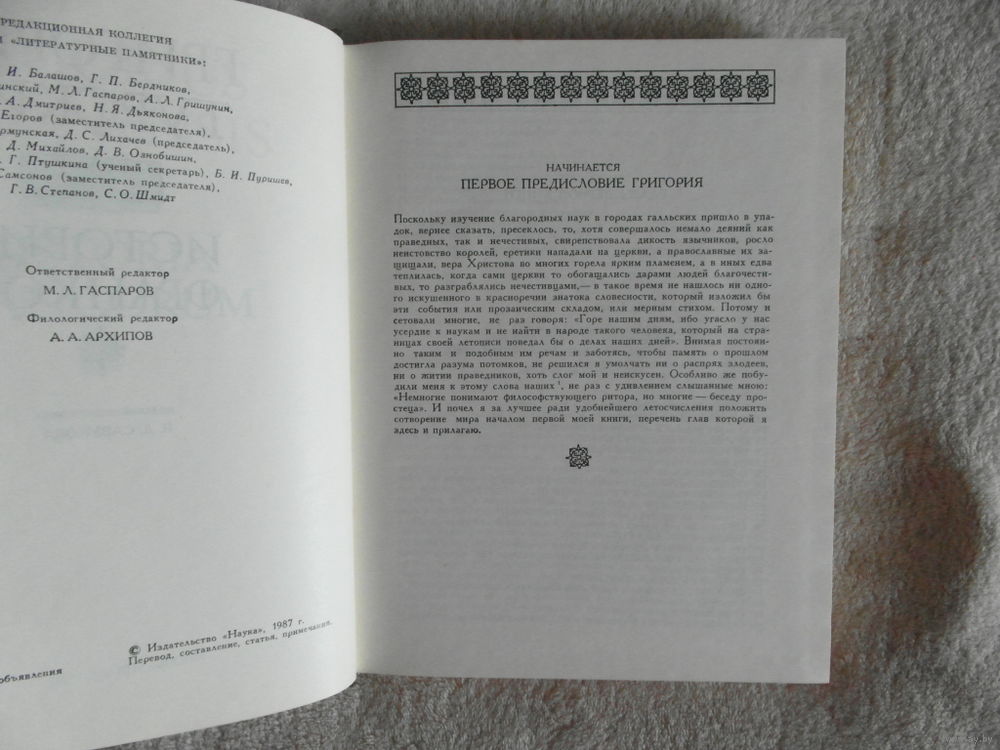 РЕДАКЦИОННАЯ КОЛЛЕГИЯ
«ЛИТЕРАТУРНЫЕ ПАМЯТНИКИ»:
И. Балашов, Г. П. Бердников,
М. Л. Гаспаров, А. Л. Гришунин,
А. Дмитриев, Н. Я. Дьяконова,
Егоров (заместитель председателя),
Д. С. Лихачев (председатель),
Д. Михайлов, Д. В. Ознобишин,
Г. Птушкина (ученый секретарь), Б. И. Пуришев,
Самсонов (заместитель председателя),
Г. В. Степанов, С. О. Шмидт
Ответственный редактор
М. Л. ГАСПАРОВ
Филологический редактор
А. А. АРХИПОВ
© Издательство «Наука», 1987 г.
Перевод, составление, статья, примечания.
объявления
НАЧИНАЕТСЯ
ПЕРВОЕ ПРЕДИСЛОВИЕ ГРИГОРИЯ
Поскольку изучение благородных наук в городах галльских пришло в упа-
док, вернее сказать, пресеклось, то, хотя совершалось немало деяний как
праведных, так и нечестивых, свирепствовала дикость язычников, росло
неистовство королей, еретики нападали на церкви, а православные их за-
щищали, вера Христова во многих горела ярким пламенем, а в иных едва
теплилась, когда сами церкви то обогащались дарами людей благочести-
вых, то разграблялись нечестивцами,— в такое время не нашлось ни одно-
го искушенного в красноречии знатока словесности, который изложил бы
эти события или прозаическим складом, или мерным стихом. Потому и
сетовали многие, не раз говоря: «Горе нашим дням, ибо угасло у нас
усердие к наукам и не найти в народе такого человека, который на стра-
ницах своей летописи поведал бы о делах наших дней». Внимая постоян-
но таким и подобным им речам и заботясь, чтобы память о прошлом
достигла разума потомков, не решился я умолчать ни о распрях злодеев,
ни о житии праведников, хоть слог мой и неискусен. Особливо же побу-
дили меня к этому слова наших¹, не раз с удивлением слышанные мною:
«Немногие понимают философствующего ритора, но многие — беседу про-
стеца». И почел я за лучшее ради удобнейшего летосчисления положить
сотворение мира началом первой моей книги, перечень глав которой я
здесь и прилагаю.